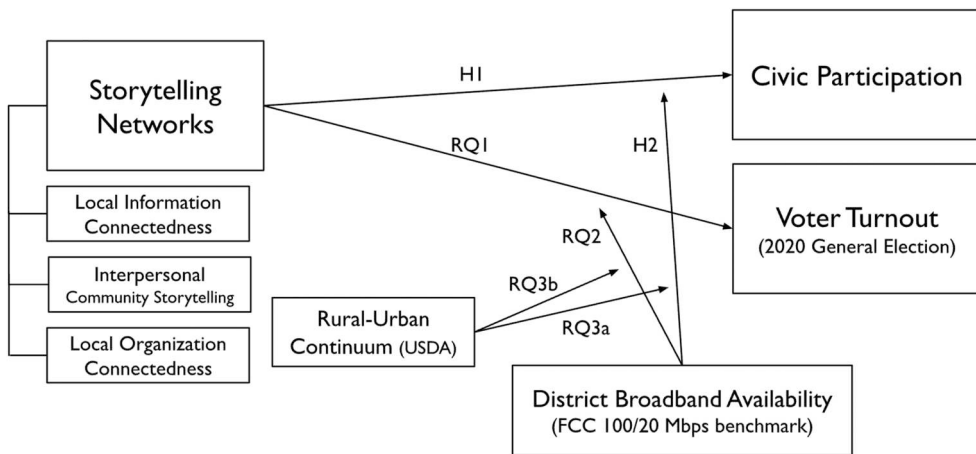 Storytelling
Networks
Local Information
Connectedness
Interpersonal
Community Storytelling
Local Organization
Connectedness
H1
RQ1
H2
RQ2
RQ3b
RQ3a
Civic Participation
Voter Turnout
(2020 General Election)
Rural-Urban
Continuum (USDA)
District Broadband Availability
(FCC 100/20 Mbps benchmark)